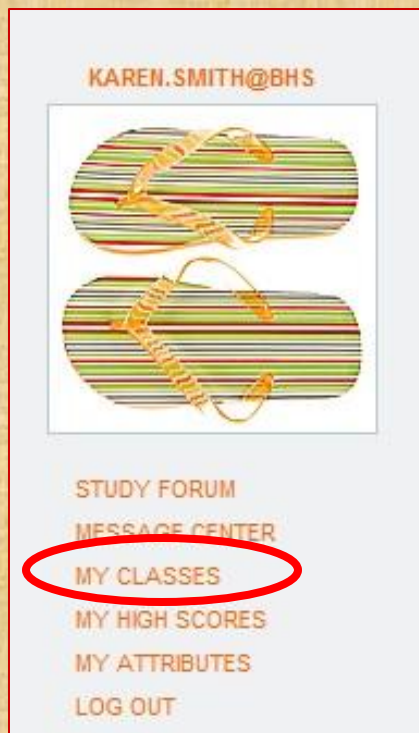 KAREN.SMITH@BHS
STUDY FORUM
MESSAGE CENTER
MY CLASSES
MY HIGH SCORES
MY ATTRIBUTES
LOG OUT